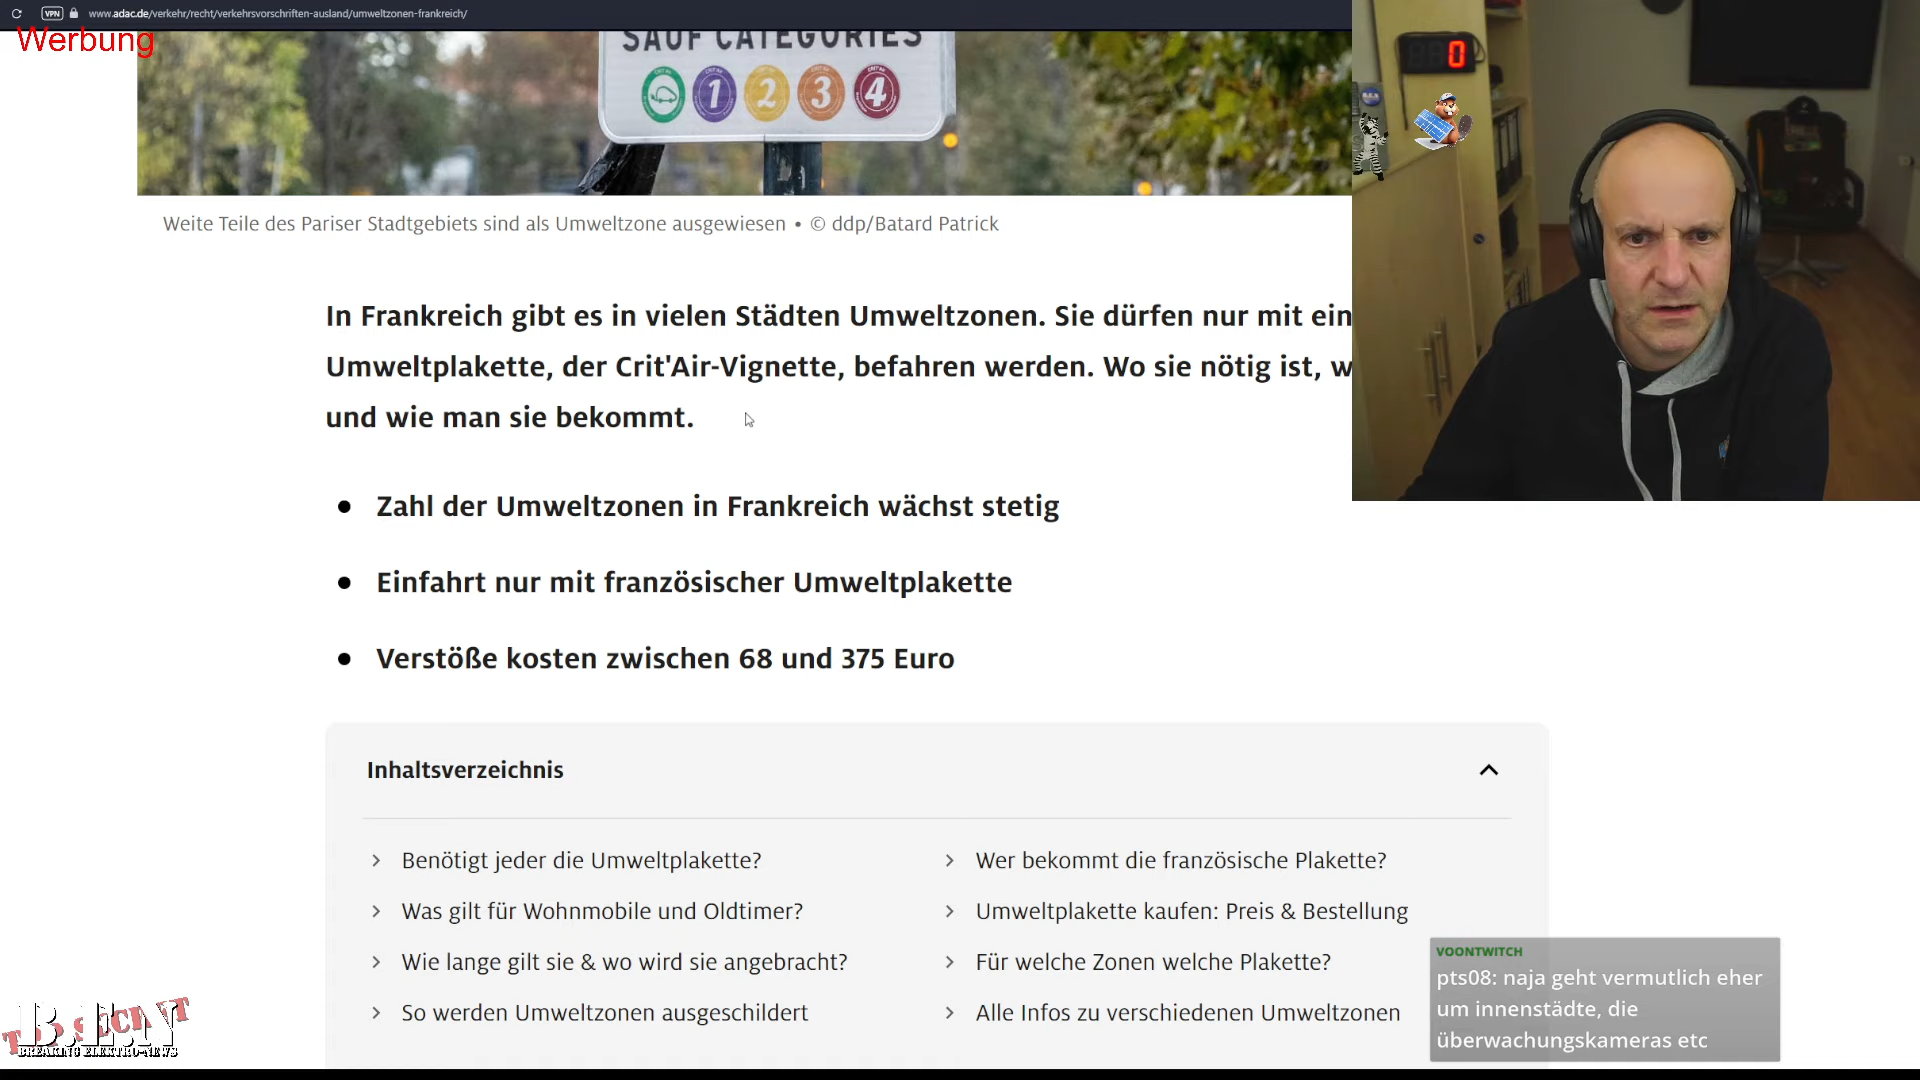 VPN www.adac.de/verkehr/recht/verkehrsvorschriften-ausland/umweltzonen-frankreich/
Werbung
SAUF CATEGORIES
1 2 3 4
0
Weite Teile des Pariser Stadtgebiets sind als Umweltzone ausgewiesen • © ddp/Batard Patrick
In Frankreich gibt es in vielen Städten Umweltzonen. Sie dürfen nur mit ein
Umweltplakette, der Crit'Air-Vignette, befahren werden. Wo sie nötig ist, w
und wie man sie bekommt.
• Zahl der Umweltzonen in Frankreich wächst stetig
• Einfahrt nur mit französischer Umweltplakette
• Verstöße kosten zwischen 68 und 375 Euro
Inhaltsverzeichnis
Benötigt jeder die Umweltplakette?
Was gilt für Wohnmobile und Oldtimer?
Wie lange gilt sie & wo wird sie angebracht?
So werden Umweltzonen ausgeschildert
Wer bekommt die französische Plakette?
Umweltplakette kaufen: Preis & Bestellung
Für welche Zonen welche Plakette?
Alle Infos zu verschiedenen Umweltzonen
VOONTWITCH
pts08: naja geht vermutlich eher
um innenstädte, die
überwachungskameras etc
B.E.N
BREAKING ELEKTRO-NEWS